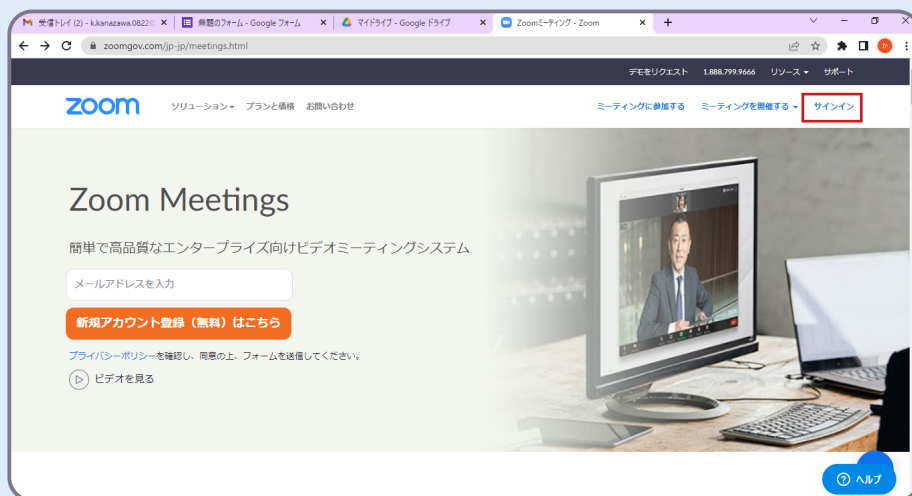 受信トレイ (2) - k.kanazawa.0822@
無題のフォーム - Google フォーム
マイドライブ - Google ドライブ
Zoomミーティング - Zoom
zoomgov.com/jp-jp/meetings.html
か
デモをリクエスト 1.888.799.9666 リソース サポート
zoom ソリューション プランと価格 お問い合わせ ミーティングに参加する ミーティングを開催する サインイン
Zoom Meetings
簡単で高品質なエンタープライズ向けビデオミーティングシステム
メールアドレスを入力
新規アカウント登録（無料）はこちら
プライバシーポリシーを確認し、同意の上、フォームを送信してください。
ビデオを見る
ヘルプ